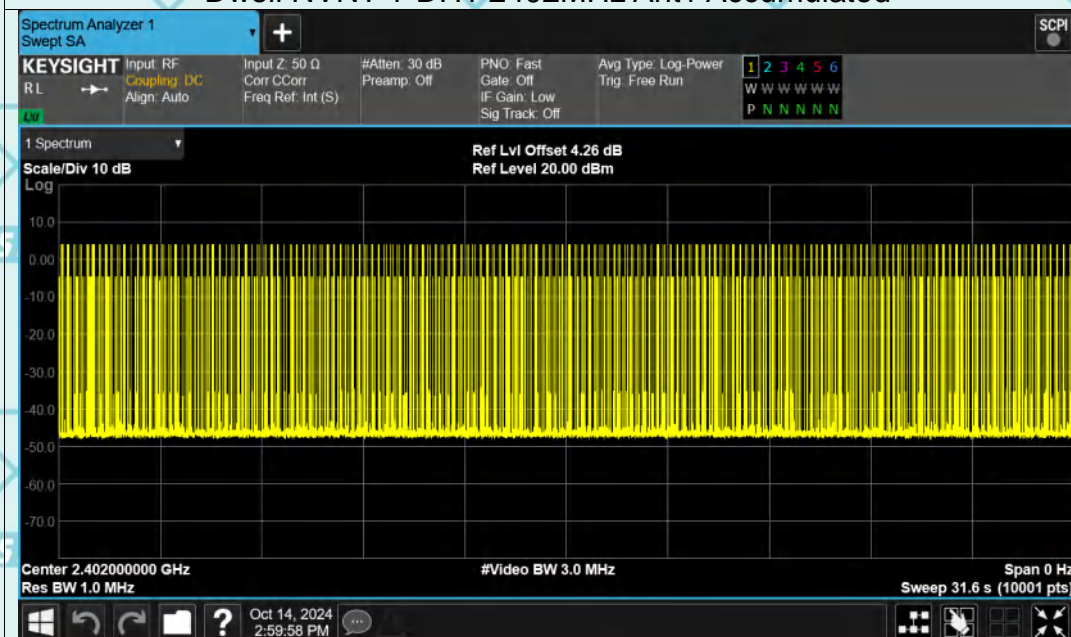 Spectrum Analyzer 1
Swept SA
+
SCPI
KEYSIGHT
RL
LXI
Input: RF
Coupling: DC
Align: Auto
Input Z: 50 Ω
Corr CCorr
Freq Ref: Int (S)
#Atten: 30 dB
Preamp: Off
PNO: Fast
Gate: Off
IF Gain: Low
Sig Track: Off
Avg Type: Log-Power
Trig: Free Run
1 2 3 4 5 6
W W W W W W
P N N N N N
1 Spectrum
Scale/Div 10 dB
Log
Ref Lvl Offset 4.26 dB
Ref Level 20.00 dBm
10.0
0.00
-10.0
-20.0
-30.0
-40.0
-50.0
-60.0
-70.0
Center 2.402000000 GHz
Res BW 1.0 MHz
#Video BW 3.0 MHz
Span 0 Hz
Sweep 31.6 s (10001 pts)
?
Oct 14, 2024
2:59:58 PM